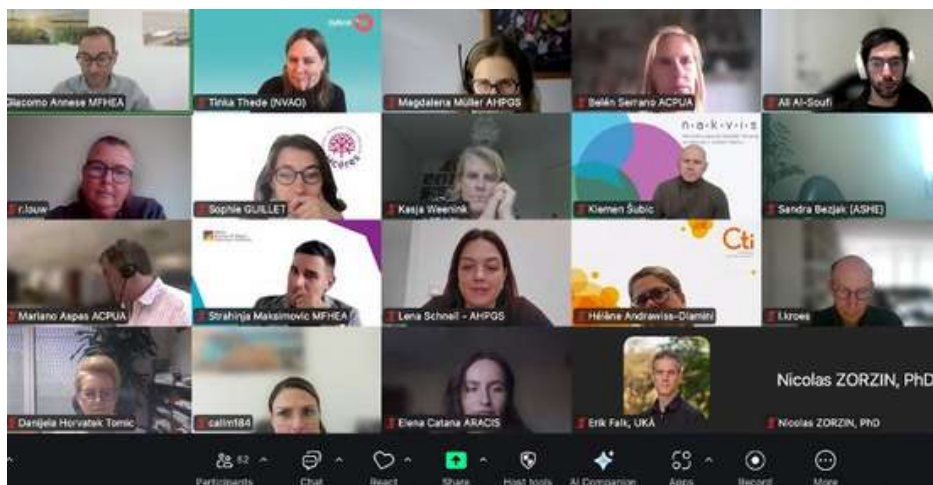 Giacomo Annese MFHEA
Tinka Thede (NVAO)
Magdalena Müller AHPGS
Belén Serrano ACPUA
Ali Al-Soufi
r.louw
Sophie GUILLET
Kasja Weenink
n·a·k·v·i·s
Klemen Šubic
Sandra Bezjak (ASHE)
Mariano Aspas ACPUA
Strahinja Maksimovic MFHEA
Lena Schnell - AHPGS
Cti
Hélène Andrawiss-Dlamini
l.kroes
Danijela Horvatek Tomic
calim184
Elena Catana ARACIS
Erik Falk, UKÄ
Nicolas ZORZIN, PhD
Nicolas ZORZIN, PhD
62
Participants
Chat
React
Share
Host tools
AI Companion
Apps
Record
More